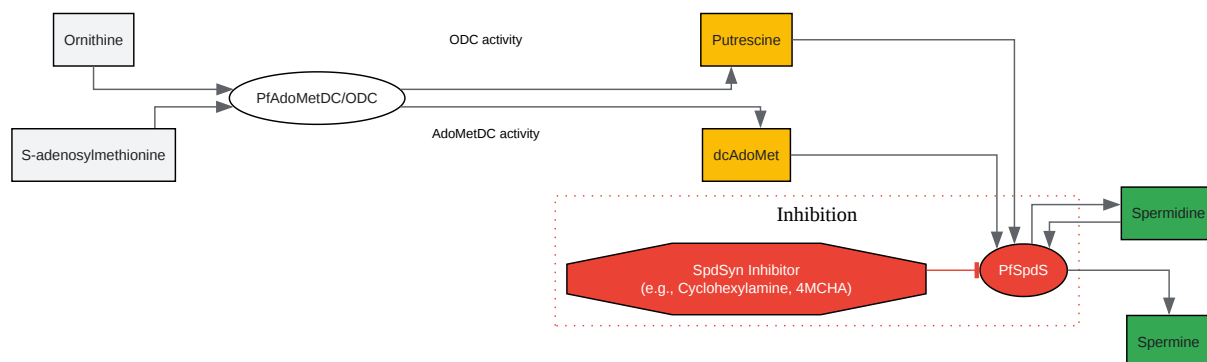 Ornithine
ODC activity
Putrescine
PfAdoMetDC/ODC
AdoMetDC activity
S-adenosylmethionine
dcAdoMet
Inhibition
Spermidine
SpdSyn Inhibitor
(e.g., Cyclohexylamine, 4MCHA)
PfSpdS
Spermine